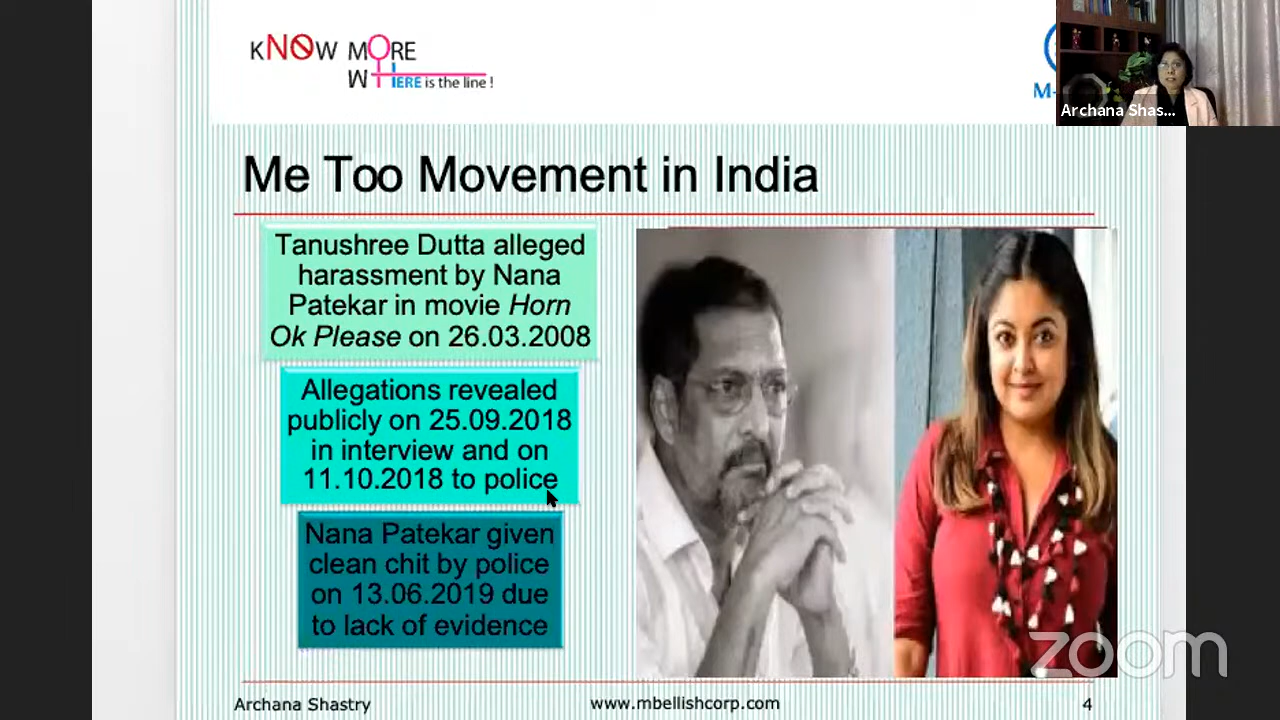 KNOW MORE
WHERE is the line!
M-
Archana Shas...
Me Too Movement in India
Tanushree Dutta alleged
harassment by Nana
Patekar in movie Horn
Ok Please on 26.03.2008
Allegations revealed
publicly on 25.09.2018
in interview and on
11.10.2018 to police
Nana Patekar given
clean chit by police
on 13.06.2019 due
to lack of evidence
zoom
Archana Shastry
www.mbellishcorp.com
4